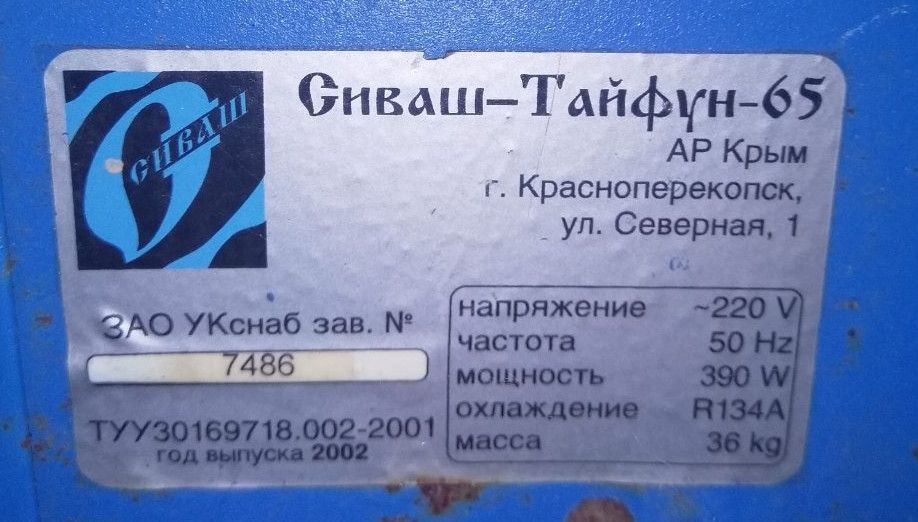 Сиваш-Тайфун-65
СИВАШ
АР Крым
г. Красноперекопск,
ул. Северная, 1
ЗАО УКснаб зав. №
7486
ТУУ30169718.002-2001
год выпуска 2002
напряжение ~220 V
частота 50 Hz
мощность 390 W
охлаждение R134A
масса 36 kg